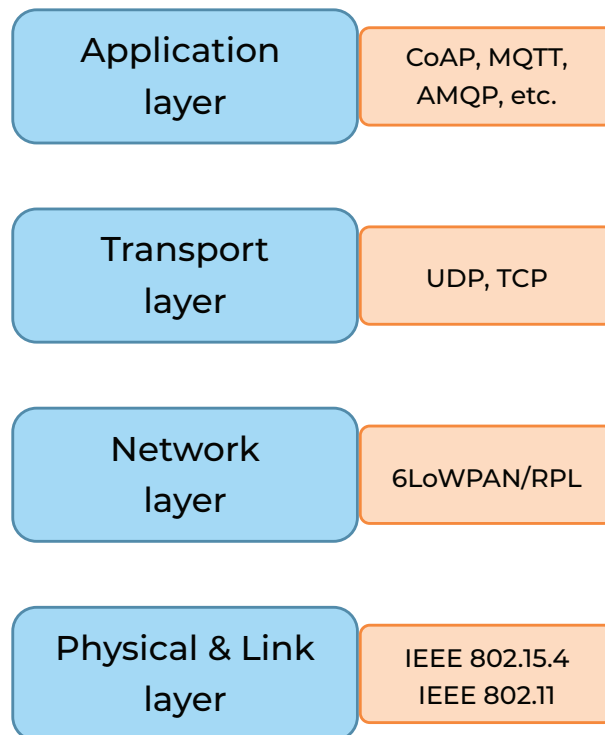 Application
layer
CoAP, MQTT,
AMQP, etc.
Transport
layer
UDP, TCP
Network
layer
6LoWPAN/RPL
Physical & Link
layer
IEEE 802.15.4
IEEE 802.11